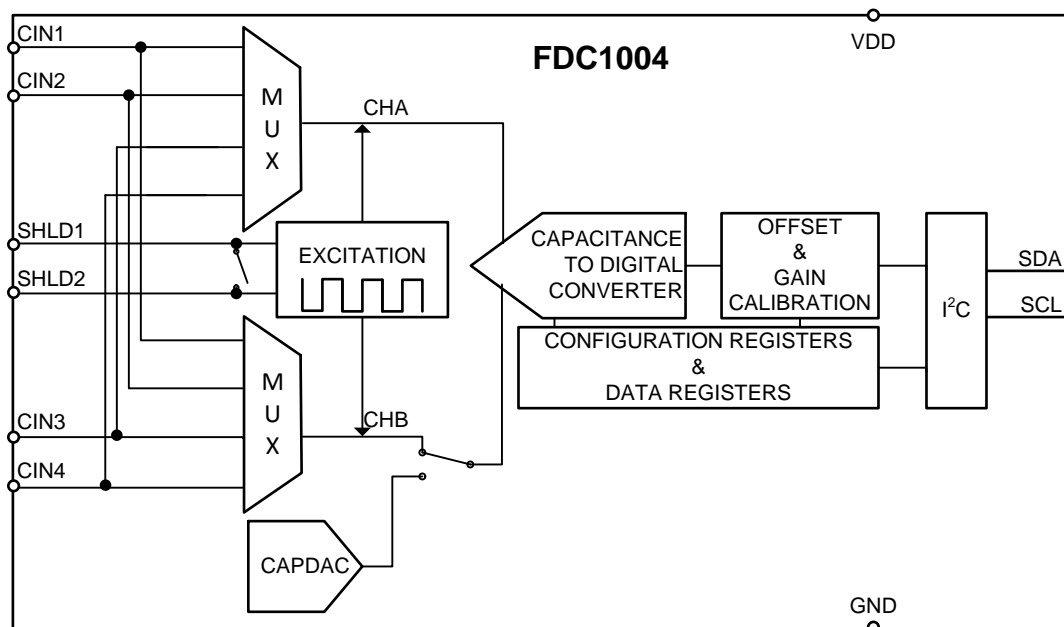 CIN1
CIN2
M
U
X
CHA
FDC1004
VDD
SHLD1
SHLD2
EXCITATION
CAPACITANCE
TO DIGITAL
CONVERTER
OFFSET
&
GAIN
CALIBRATION
I²C
SDA
SCL
CONFIGURATION REGISTERS
&
DATA REGISTERS
M
U
X
CHB
CIN3
CIN4
CAPDAC
GND